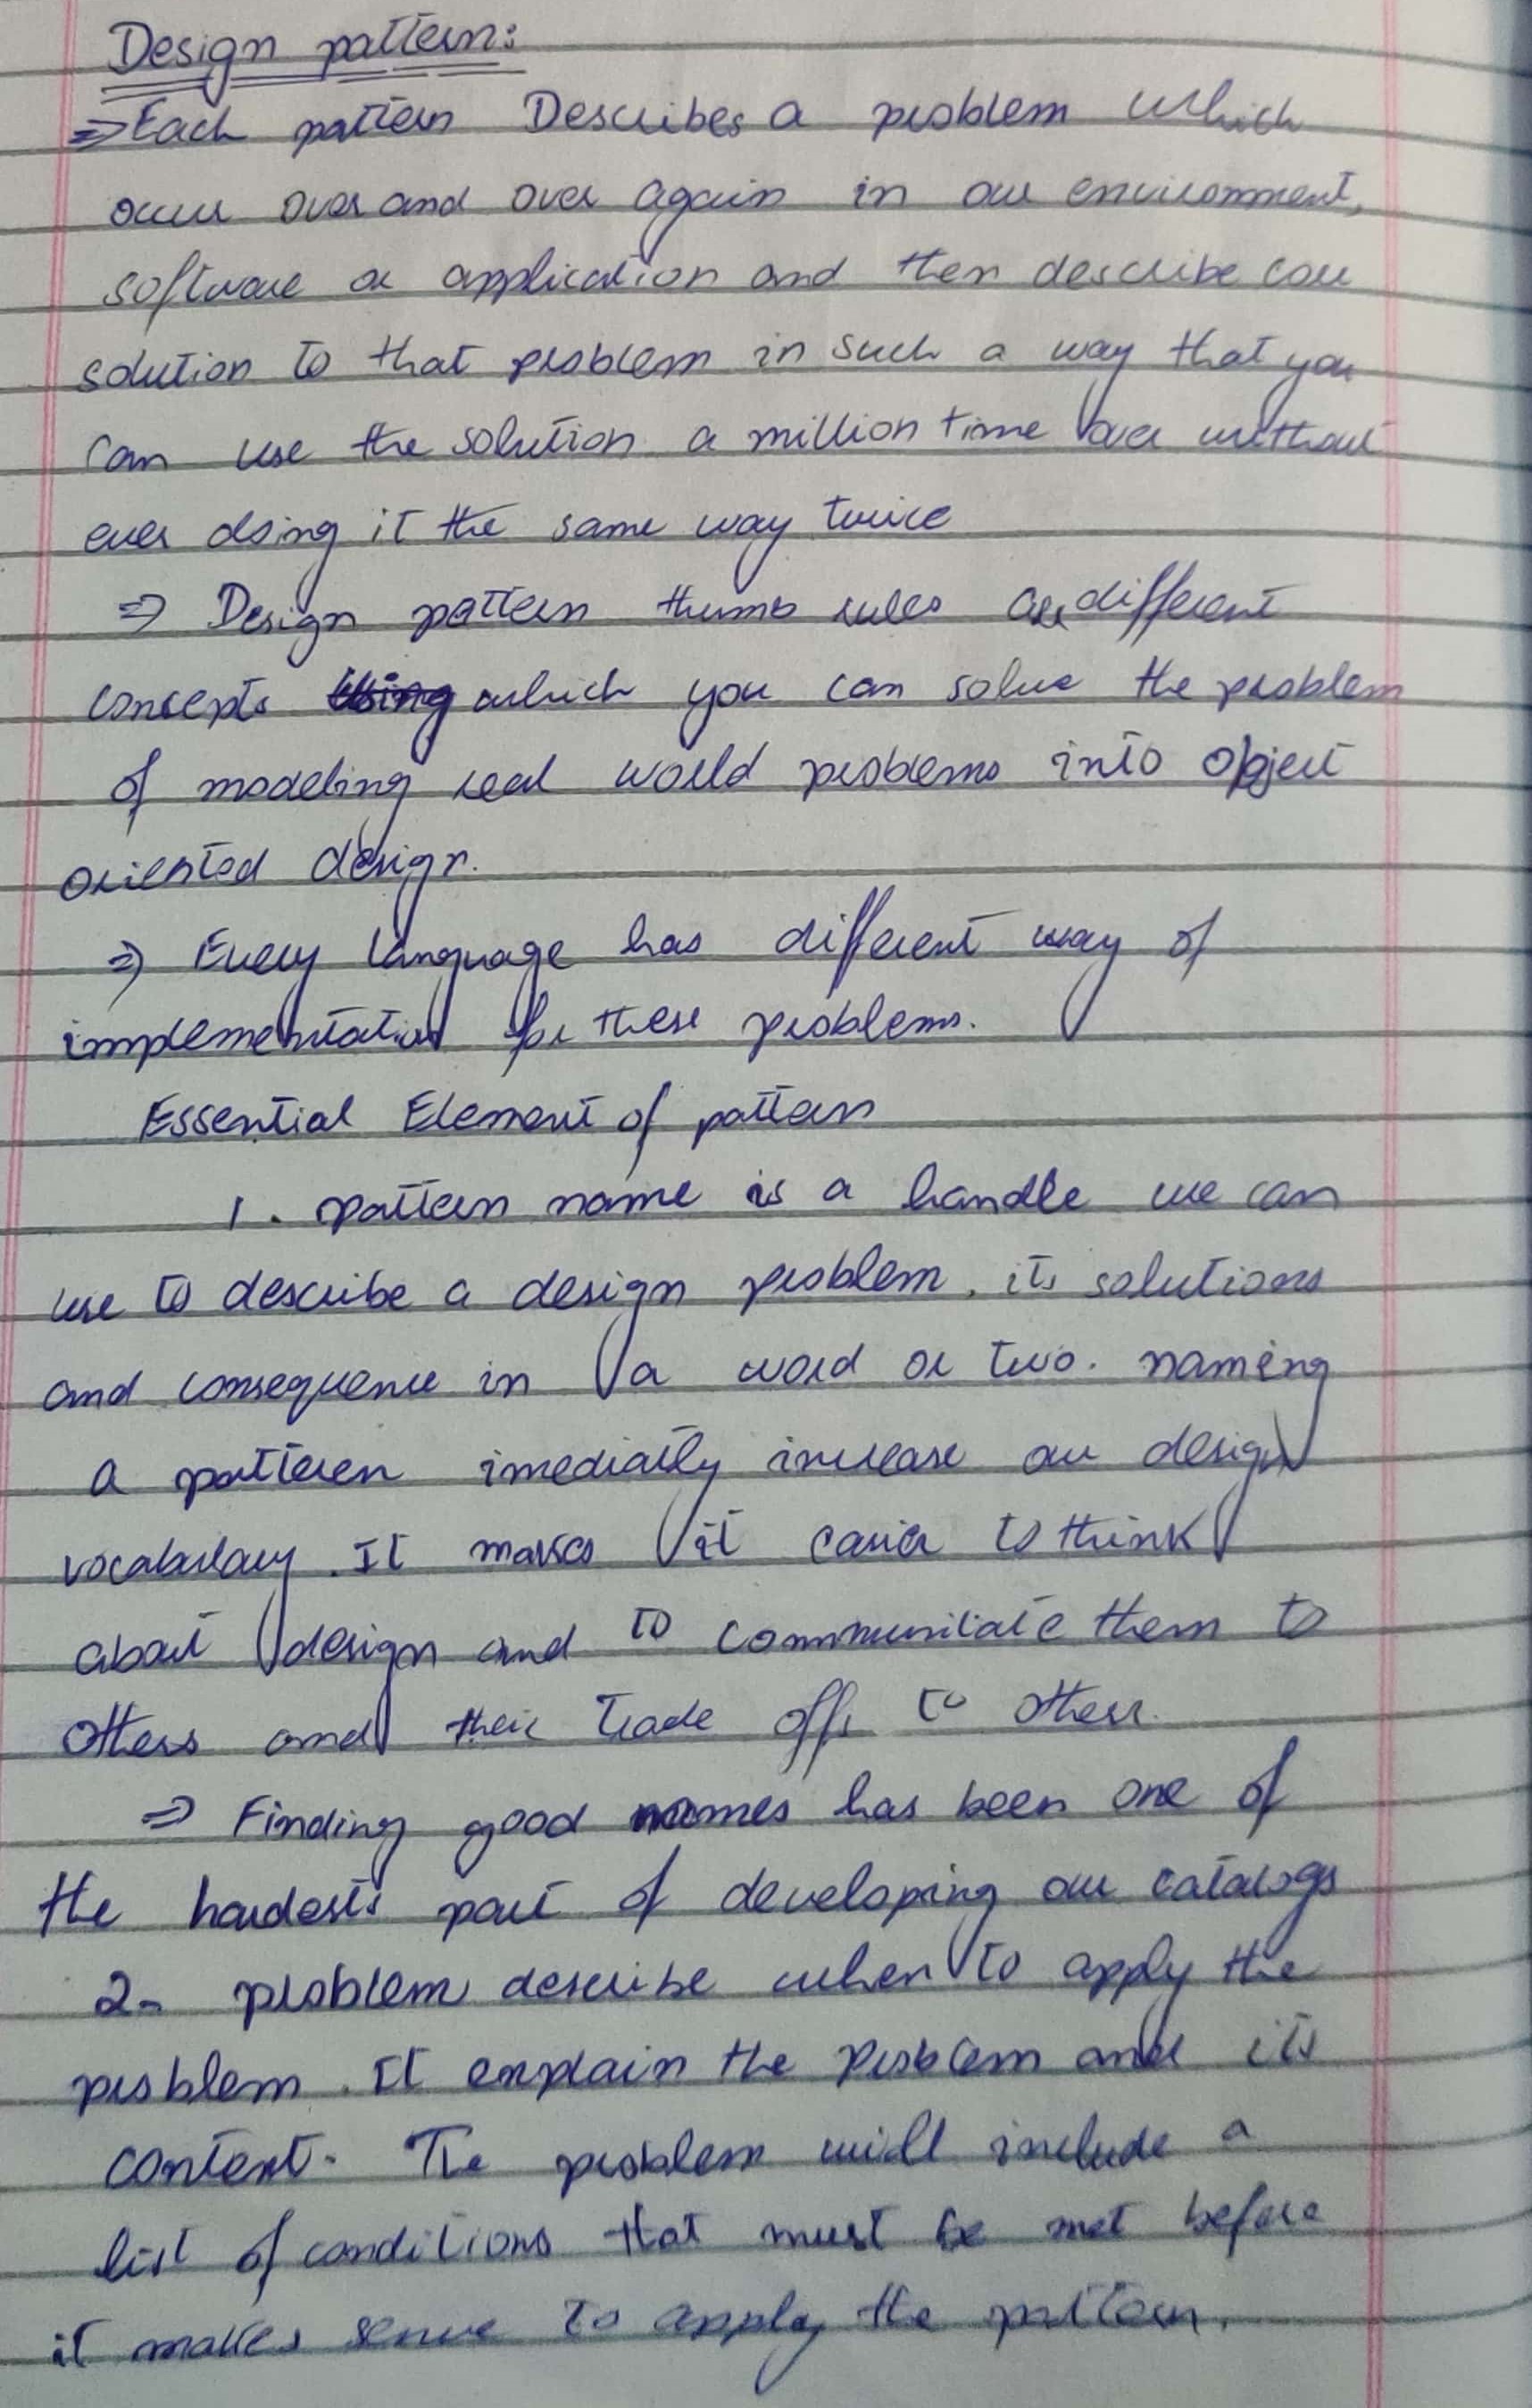 Design pattern:
⇒ Each pattern Describes a problem which
occur over and over again in our environment,
software or application and then describe core
solution to that problem in such a way that you
can use the solution a million time over without
ever doing it the same way twice
⇒ Design pattern thumb rules are different
concepts which you can solve the problem
of modeling real world problems into object
oriented design.
⇒ Every language has different way of
implementation for these problems.
Essential Element of pattern
1. pattern name is a handle we can
use to describe a design problem, its solutions
and consequence in a word or two. naming
a patteren imediatly increase our design
vocabulary. It makes it easier to think
about design and to communitate them to
others and their trade offs to others.
⇒ Finding good names has been one of
the hardests part of developing our catalogs
2- problem describe when to apply the
problem. It explain the problem and its
context. The problem will include a
list of conditions that must be met before
it makes sense to apply the pattern.